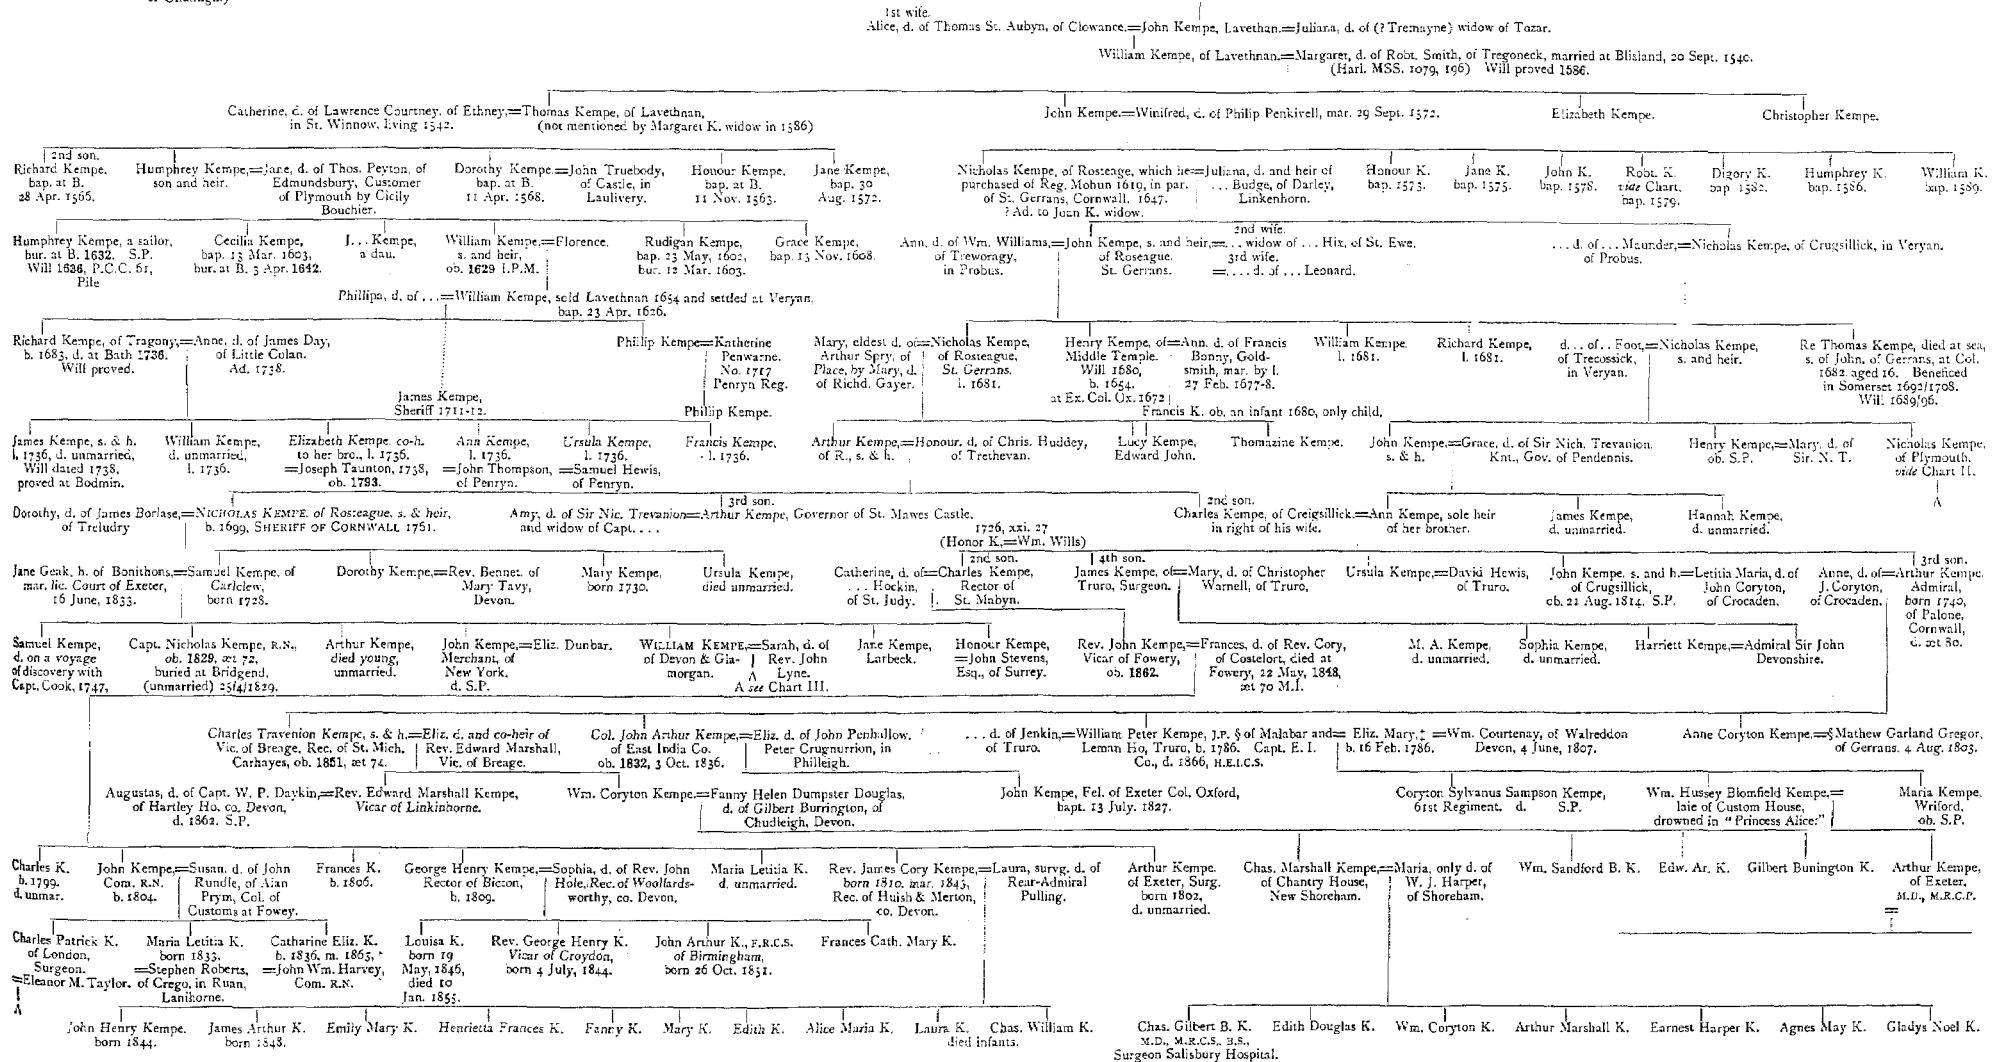 1st wife.
Alice, d. of Thomas St. Aubyn, of Clowance.=John Kempe, Lavethan.=Juliana, d. of (? Tremayne) widow of Tozar.
William Kempe, of Lavethnan.=Margaret, d. of Robt. Smith, of Tregoneck, married at Blisland, 20 Sept. 1540.
(Harl. MSS. 1079, 196) Will proved 1586.
Catherine, d. of Lawrence Courtney, of Ethney,=Thomas Kempe, of Lavethnan,
in St. Winnow, living 1542. (not mentioned by Margaret K. widow in 1586)
John Kempe.=Winifred, d. of Philip Penkivell, mar. 29 Sept. 1572.
Elizabeth Kempe.
Christopher Kempe.
2nd son.
Richard Kempe,
bap. at B.
28 Apr. 1566.
Humphrey Kempe,=Jane, d. of Thos. Peyton, of
son and heir. Edmundsbury, Customer
of Plymouth by Cicily
Bouchier.
Dorothy Kempe.=John Truebody,
bap. at B. of Castle, in
11 Apr. 1568. Laulivery.
Honour Kempe,
bap. at B.
11 Nov. 1563.
Jane Kempe,
bap. 30
Aug. 1572.
Nicholas Kempe, of Rosteage, which he=Juliana, d. and heir of
purchased of Reg. Mohun 1619, in par. ... Budge, of Darley,
of St. Gerrans, Cornwall, 1647. Linkenhorn.
? Ad. to Joan K. widow.
Honour K.
bap. 1573.
Jane K.
bap. 1575.
John K.
bap. 1578.
Robt. K.
vide Chart,
bap. 1579.
Digory K.
bap 1582.
Humphrey K.
bap. 1586.
William K.
bap. 1589.
Humphrey Kempe, a sailor,
bur. at B. 1632. S.P.
Will 1636, P.C.C. 61,
Pile
Cecilia Kempe,
bap. 13 Mar. 1603,
bur. at B. 3 Apr. 1642.
J... Kempe,
a dau.
William Kempe,=Florence.
s. and heir,
ob. 1629 I.P.M.
Rudigan Kempe,
bap. 23 May, 1602,
bur. 12 Mar. 1603.
Grace Kempe,
bap. 13 Nov. 1608.
2nd wife.
Ann, d. of Wm. Williams,=John Kempe, s. and heir,=... widow of ... Hix, of St. Ewe.
of Treworagy, of Roseague, 3rd wife.
in Probus. St. Gerrans. =.... d. of ... Leonard.
... d. of ... Maunder,=Nicholas Kempe, of Crugsillick, in Veryan.
of Probus.
Phillipa, d. of ...=William Kempe, sold Lavethnan 1654 and settled at Veryan,
bap. 23 Apr. 1626.
Richard Kempe, of Tragony,=Anne, d. of James Day,
b. 1683, d. at Bath 1736. of Little Colan.
Will proved. Ad. 1738.
Phillip Kempe=Katherine
Penwarne.
No. 1717
Penryn Reg.
James Kempe,
Sheriff 1711-12.
Phillip Kempe.
Mary, eldest d. of=Nicholas Kempe,
Arthur Spry, of of Rosteague,
Place, by Mary, d. St. Gerrans.
of Richd. Gayer. l. 1681.
Henry Kempe, of=Ann. d. of Francis
Middle Temple. Bonny, Gold-
Will 1680, smith, mar. by l.
b. 1654. 27 Feb. 1677-8.
at Ex. Col. Ox. 1672
Francis K. ob. an infant 1680, only child.
William Kempe.
l. 1681.
Richard Kempe,
l. 1681.
d... of.. Foot,=Nicholas Kempe,
of Trecossick, s. and heir.
in Veryan.
Re Thomas Kempe, died at sea,
s. of John, of Gerrans, at Col.
1682. aged 16. Beneficed
in Somerset 1692/1708.
Will 1689/96.
James Kempe, s. & h.
l. 1736, d. unmarried,
Will dated 1738,
proved at Bodmin.
William Kempe,
d. unmarried,
l. 1736.
Elizabeth Kempe, co-h.
to her bro., l. 1736.
=Joseph Taunton, 1738,
ob. 1793.
Ann Kempe,
l. 1736.
=John Thompson,
of Penryn.
Ursula Kempe,
l. 1736.
=Samuel Hewis,
of Penryn.
Francis Kempe,
l. 1736.
Arthur Kempe,=Honour, d. of Chris. Huddey,
of R., s. & h. of Trethevan.
Lucy Kempe,
Edward John.
Thomazine Kempe.
John Kempe,=Grace, d. of Sir Nich. Trevanion
s. & h. Knt., Gov. of Pendennis.
Henry Kempe,=Mary, d. of
ob. S.P. Sir. N. T.
Nicholas Kempe,
of Plymouth.
vide Chart II.
Dorothy, d. of James Borlase,=NICHOLAS KEMPE, of Rosteague, s. & heir,
of Treludry b. 1699, SHERIFF OF CORNWALL 1761.
3rd son.
Amy, d. of Sir Nic. Trevanion=Arthur Kempe, Governor of St. Mawes Castle.
and widow of Capt. ...
1726, xxi. 27
(Honor K.=Wm. Wills)
2nd son.
Charles Kempe, of Creigsillick.=Ann Kempe, sole heir
in right of his wife. of her brother.
James Kempe,
d. unmarried.
Hannah Kempe,
d. unmarried.
Jane Geak, h. of Bonithons,=Samuel Kempe, of
mar. lic. Court of Exeter, Carlclew,
16 June, 1833. born 1728.
Dorothy Kempe,=Rev. Bennet, of
Mary Tavy,
Devon.
Mary Kempe,
born 1730.
Ursula Kempe,
died unmarried.
2nd son.
Catherine, d. of=Charles Kempe,
... Hockin, Rector of
of St. Judy. St. Mabyn.
4th son.
James Kempe, of=Mary, d. of Christopher
Truro, Surgeon. Warnell, of Truro,
Ursula Kempe,=David Hewis,
of Truro.
John Kempe, s. and h.=Letitia Maria, d. of
of Crugsillick, John Coryton,
ob. 21 Aug. 1814, S.P. of Crocaden.
3rd son.
Anne, d. of=Arthur Kempe,
J. Coryton, Admiral,
of Crocaden. born 1740,
of Palone,
Cornwall,
d. æt 80.
Samuel Kempe,
d. on a voyage
of discovery with
Capt. Cook, 1747,
Capt. Nicholas Kempe, R.N.,
ob. 1829, æt 72,
buried at Bridgend,
(unmarried) 25/4/1829.
Arthur Kempe,
died young,
unmarried.
John Kempe,=Eliz. Dunbar.
Merchant, of
New York,
d. S.P.
WILLIAM KEMPE,=Sarah, d. of
of Devon & Gla- Rev. John
morgan. Lyne.
A see Chart III.
Jane Kempe,
Larbeck.
Honour Kempe,
=John Stevens,
Esq., of Surrey.
Rev. John Kempe,=Frances, d. of Rev. Cory,
Vicar of Fowery, of Costelort, died at
ob. 1862. Fowery, 22 May, 1848,
æt 70 M.I.
M. A. Kempe,
d. unmarried.
Sophia Kempe,
d. unmarried.
Harriett Kempe,=Admiral Sir John
Devonshire.
Charles Travenion Kempe, s. & h.=Eliz. d. and co-heir of
Vic. of Breage, Rec. of St. Mich. Rev. Edward Marshall,
Carhayes, ob. 1851, æt 74. Vic. of Breage.
Col. John Arthur Kempe,=Eliz. d. of John Penhallow.
of East India Co. Peter Crugnurrion, in
ob. 1832, 3 Oct. 1836. Philleigh.
... d. of Jenkin,=William Peter Kempe, J.P. § of Malabar and= Eliz. Mary,‡ =Wm. Courtenay, of Walreddon
of Truro. Leman Ho, Truro, b. 1786. Capt. E. I. b. 16 Feb. 1786. Devon, 4 June, 1807.
Co., d. 1866, H.E.I.C.S.
Anne Coryton Kempe.=§Mathew Garland Gregor,
of Gerrans, 4 Aug. 1803.
Augustas, d. of Capt. W. P. Daykin,=Rev. Edward Marshall Kempe,
of Hartley Ho, co. Devon, Vicar of Linkinhorne.
d. 1862. S.P.
Wm. Coryton Kempe.=Fanny Helen Dumpster Douglas,
d. of Gilbert Burrington, of
Chudleigh, Devon.
John Kempe, Fel. of Exeter Col. Oxford,
bapt. 13 July. 1827.
Coryton Sylvanus Sampson Kempe,
61st Regiment, d. S.P.
Wm. Hussey Blomfield Kempe,=
late of Custom House,
drowned in "Princess Alice:"
Maria Kempe,
Wriford,
ob. S.P.
Charles K.
b. 1799.
d. unmar.
John Kempe,=Susan, d. of John
Com. R.N. Rundle, of Aian
b. 1804. Prym, Col. of
Customs at Fowey.
Frances K.
b. 1806.
George Henry Kempe,=Sophia, d. of Rev. John
Rector of Bicton, Hole, Rec. of Woollards-
b. 1809. worthy, co. Devon.
Maria Letitia K.
d. unmarried.
Rev. James Cory Kempe,=Laura, survg. d. of
born 1810, mar. 1843, Rear-Admiral
Rec. of Huish & Merton, Pulling.
co. Devon.
Arthur Kempe,
of Exeter, Surg.
born 1802,
d. unmarried.
Chas. Marshall Kempe,=Maria, only d. of
of Chantry House, W. J. Harper,
New Shoreham. of Shoreham.
Wm. Sandford B. K.
Edw. Ar. K.
Gilbert Bunington K.
Arthur Kempe,
of Exeter.
M.D., M.R.C.P.
=
Charles Patrick K.
of London,
Surgeon.
=Eleanor M. Taylor.
Maria Letitia K.
born 1833.
=Stephen Roberts,
of Crego, in Ruan,
Lanihorne.
Catharine Eliz. K.
b. 1836, m. 1865,
=John Wm. Harvey,
Com. R.N.
Louisa K.
born 19
May, 1846,
died 10
Jan. 1855.
Rev. George Henry K.
Vicar of Croydon,
born 4 July, 1844.
John Arthur K., F.R.C.S.
of Birmingham,
born 26 Oct. 1851.
Frances Cath. Mary K.
John Henry Kempe.
born 1844.
James Arthur K.
born 1848.
Emily Mary K.
Henrietta Frances K.
Fanny K.
Mary K.
Edith K.
Alice Maria K.
Laura K. Chas. William K.
died infants.
Chas. Gilbert B. K.
M.D., M.R.C.S., B.S.,
Surgeon Salisbury Hospital.
Edith Douglas K.
Wm. Coryton K.
Arthur Marshall K.
Earnest Harper K.
Agnes May K.
Gladys Noel K.